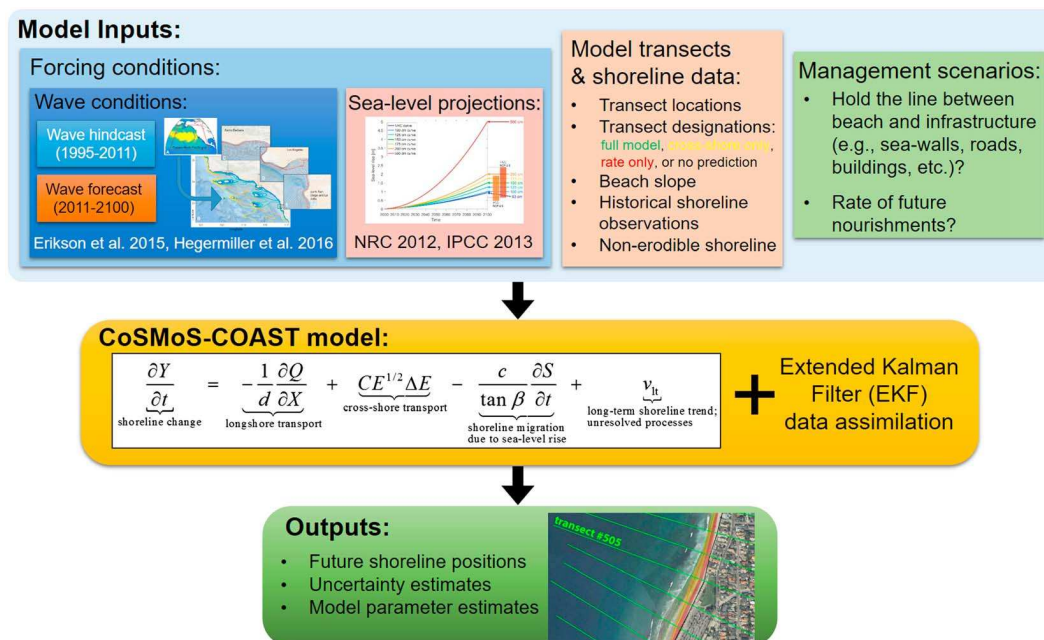 Model Inputs:
Forcing conditions:
Wave conditions:
Wave hindcast
(1995-2011)
Wave forecast
(2011-2100)
Erikson et al. 2015, Hegermiller et al. 2016
Sea-level projections:
NRC 2012, IPCC 2013
Model transects
& shoreline data:
• Transect locations
• Transect designations:
full model, cross-shore only,
rate only, or no prediction
• Beach slope
• Historical shoreline
observations
• Non-erodible shoreline
Management scenarios:
• Hold the line between
beach and infrastructure
(e.g., sea-walls, roads,
buildings, etc.)?
• Rate of future
nourishments?
CoSMoS-COAST model:
∂Y/∂t = −1/d ∂Q/∂X + CE^1/2 ΔE − c/tan β ∂S/∂t + v_lt
shoreline change
longshore transport
cross-shore transport
shoreline migration
due to sea-level rise
long-term shoreline trend;
unresolved processes
+
Extended Kalman
Filter (EKF)
data assimilation
Outputs:
• Future shoreline positions
• Uncertainty estimates
• Model parameter estimates
transect #505